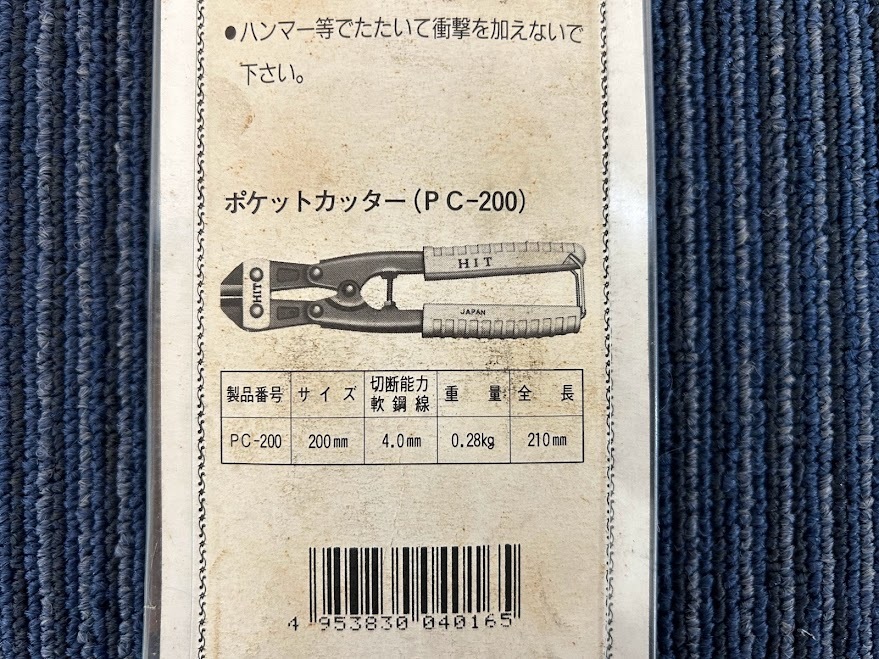 ●ハンマー等でたたいて衝撃を加えないで
下さい。
ポケットカッター(PC-200)
HIT
HIT
JAPAN
製品番号 サイズ 切断能力 軟鋼線 重量 全長
PC-200 200mm 4.0mm 0.28kg 210mm
4 953830 040165